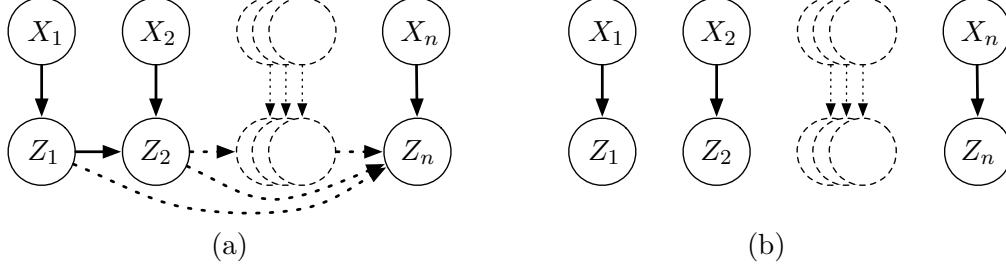 X₁ X₂ Xₙ X₁ X₂ Xₙ
Z₁ Z₂ Zₙ Z₁ Z₂ Zₙ
(a) (b)